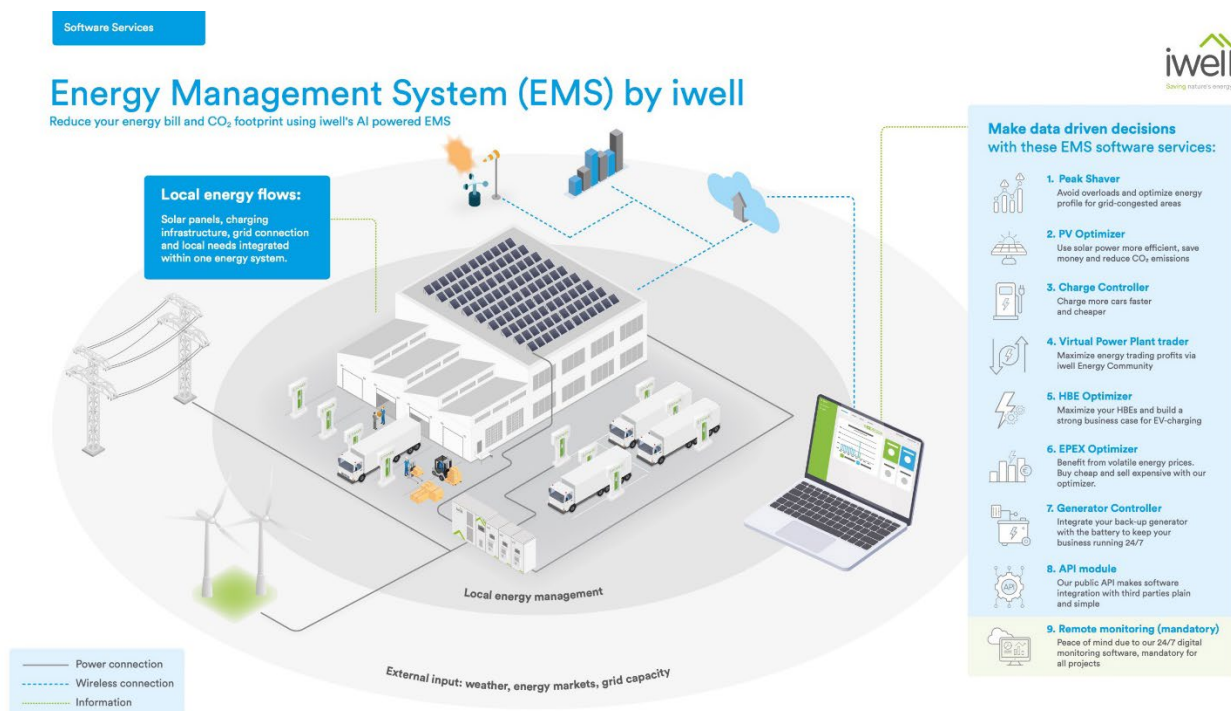 Software Services
iwell
Saving nature's energy
Energy Management System (EMS) by iwell
Reduce your energy bill and CO₂ footprint using iwell's AI powered EMS
Local energy flows:
Solar panels, charging
infrastructure, grid connection
and local needs integrated
within one energy system.
Local energy management
External input: weather, energy markets, grid capacity
Power connection
Wireless connection
Information
Make data driven decisions
with these EMS software services:
1. Peak Shaver
Avoid overloads and optimize energy
profile for grid-congested areas
2. PV Optimizer
Use solar power more efficient, save
money and reduce CO₂ emissions
3. Charge Controller
Charge more cars faster
and cheaper
4. Virtual Power Plant trader
Maximize energy trading profits via
iwell Energy Community
5. HBE Optimizer
Maximize your HBEs and build a
strong business case for EV-charging
6. EPEX Optimizer
Benefit from volatile energy prices.
Buy cheap and sell expensive with our
optimizer.
7. Generator Controller
Integrate your back-up generator
with the battery to keep your
business running 24/7
API
8. API module
Our public API makes software
integration with third parties plain
and simple
9. Remote monitoring (mandatory)
Peace of mind due to our 24/7 digital
monitoring software, mandatory for
all projects